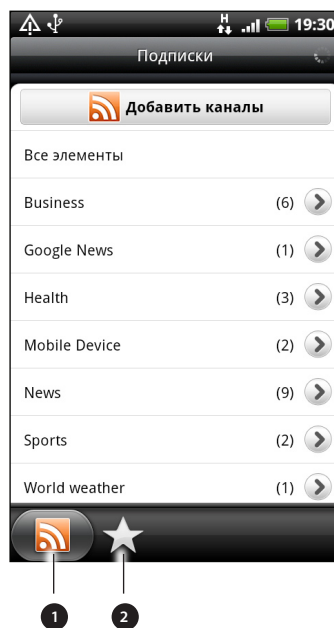 H 19:30
Подписки
Добавить каналы
Все элементы
Business (6)
Google News (1)
Health (3)
Mobile Device (2)
News (9)
Sports (2)
World weather (1)
1 2